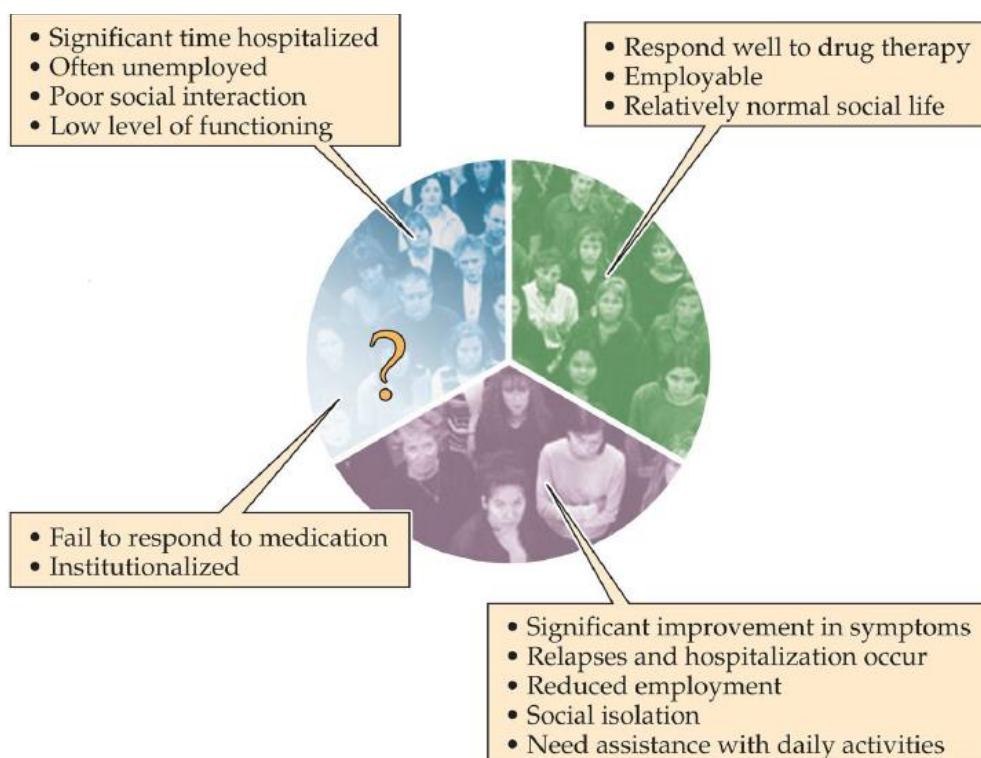 • Significant time hospitalized
• Often unemployed
• Poor social interaction
• Low level of functioning
• Respond well to drug therapy
• Employable
• Relatively normal social life
?
• Fail to respond to medication
• Institutionalized
• Significant improvement in symptoms
• Relapses and hospitalization occur
• Reduced employment
• Social isolation
• Need assistance with daily activities